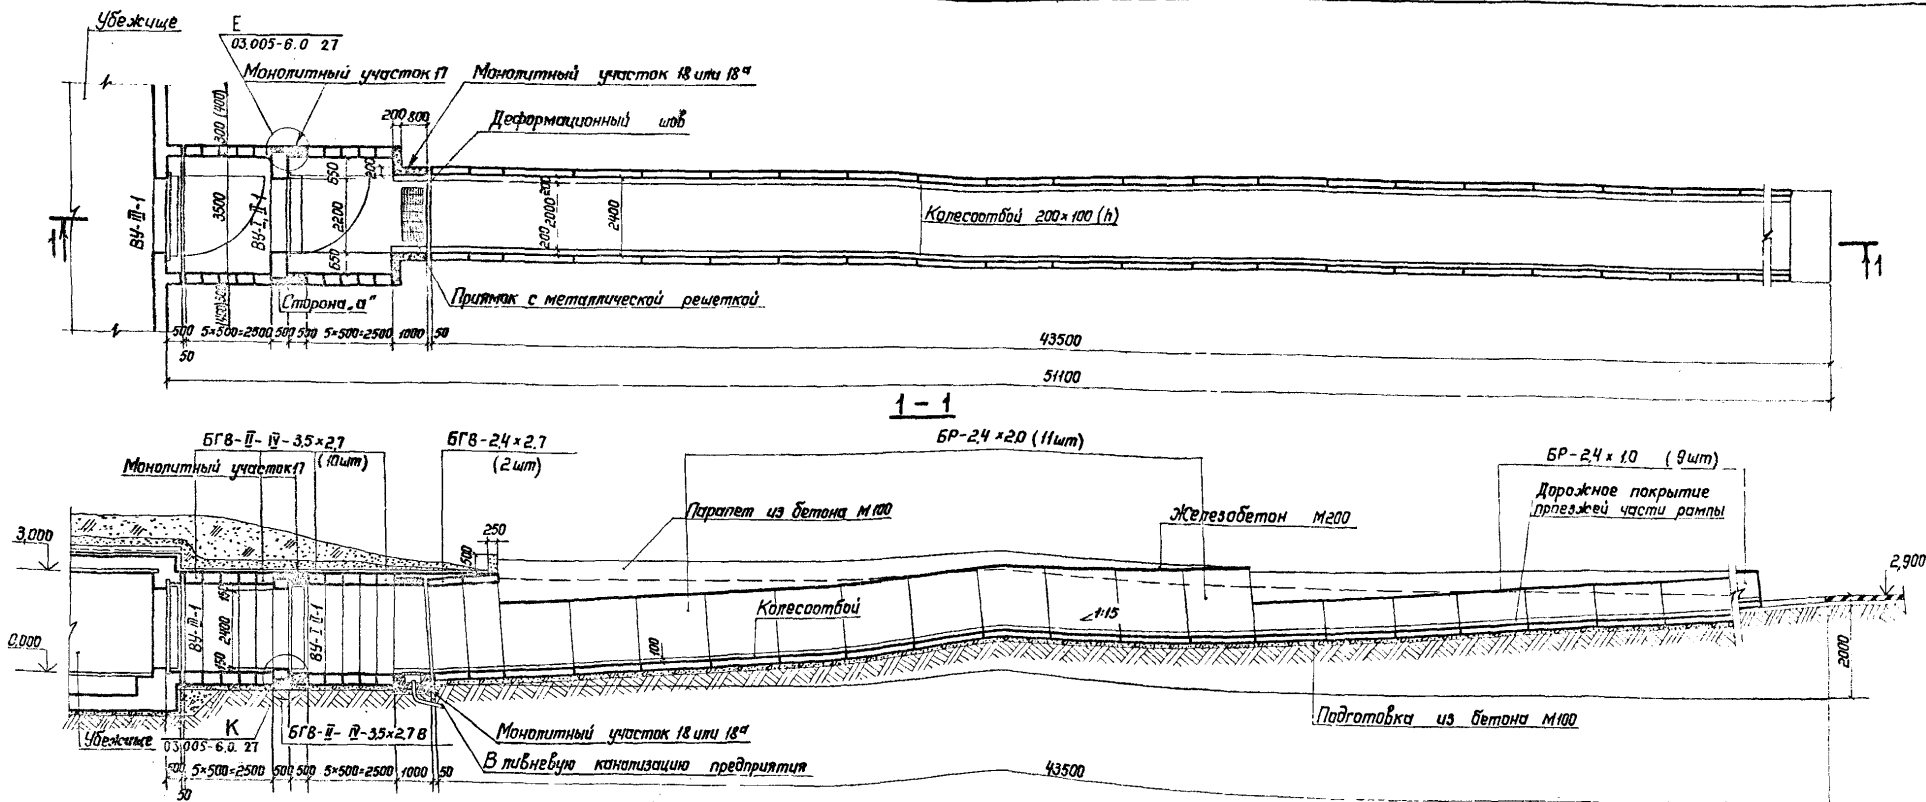 Убежище
Е
03.005-6.0 27
Монолитный участок 17
Монолитный участок 18 или 18а
Деформационный шов
200 800
300 (400)
650
200
ВУ-III-1
3500
ВУ-I, II-1
2200
650
200
2000
200
2400
Колесоотбой 200×100 (h)
1
1
Сторона „а"
Приямок с металлической решеткой
500 5×500=2500 500 500 5×500=2500 1000 50
50
43500
51100
1 - 1
БГВ-II-IV-3,5×2,7
(10шт)
Монолитный участок 17
БГВ-2,4×2,7
(2шт)
БР-2,4×2,0 (11шт)
БР-2,4×1,0 (9шт)
Дорожное покрытие
проезжей части рампы
Парапет из бетона М100
Железобетон М200
250
500
3,000
2,900
0,000
ВУ-III-1
150
2400
150
ВУ-I II-1
Колесоотбой
100
1:15
2000
Подготовка из бетона М100
Убежище
К
03.005-6.0. 27
БГВ-II-IV-3,5×2,7 В
Монолитный участок 18 или 18а
В ливневую канализацию предприятия
500 5×500=2500 500 500 5×500=2500 1000 50
50
43500